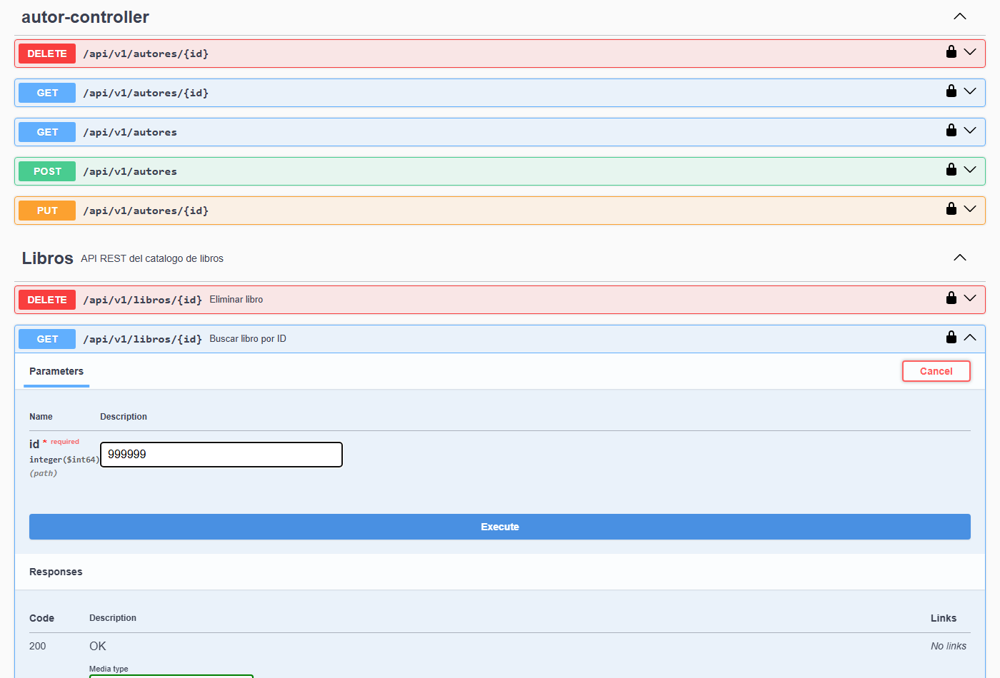 autor-controller
DELETE /api/v1/autores/{id}
GET /api/v1/autores/{id}
GET /api/v1/autores
POST /api/v1/autores
PUT /api/v1/autores/{id}
Libros API REST del catalogo de libros
DELETE /api/v1/libros/{id} Eliminar libro
GET /api/v1/libros/{id} Buscar libro por ID
Parameters Cancel
Name Description
id * required
integer($int64) 999999
(path)
Execute
Responses
Code Description Links
200 OK No links
Media type